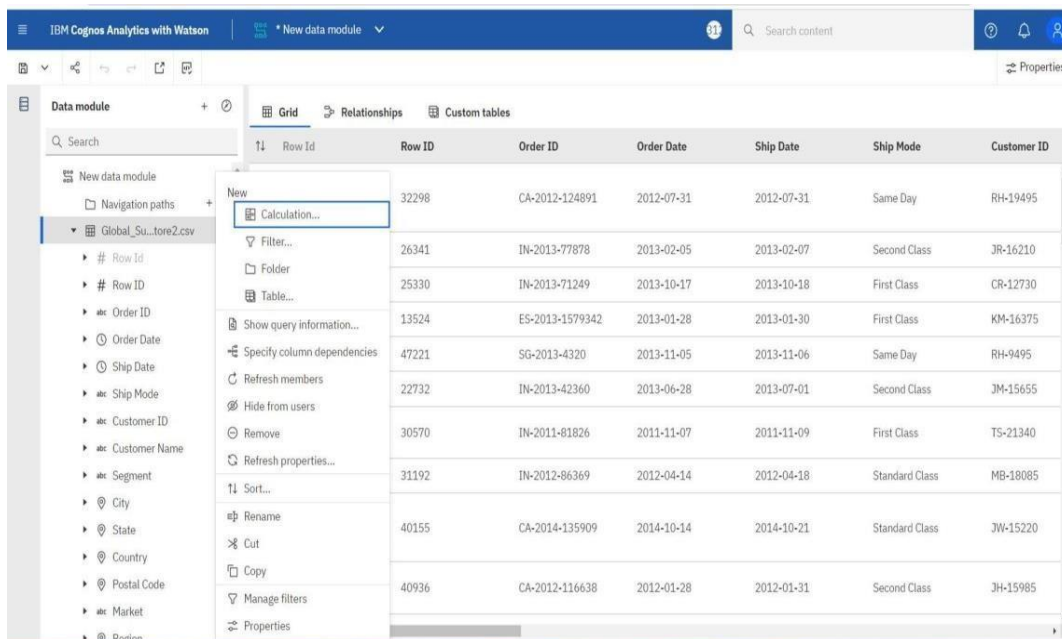 IBM Cognos Analytics with Watson
* New data module
31
Search content
Properties
Data module
Grid
Relationships
Custom tables
Search
Row Id
Row ID
Order ID
Order Date
Ship Date
Ship Mode
Customer ID
New data module
Navigation paths
Global_Su...tore2.csv
# Row Id
# Row ID
abc Order ID
Order Date
Ship Date
abc Ship Mode
abc Customer ID
abc Customer Name
abc Segment
City
State
Country
Postal Code
abc Market
Region
New
Calculation...
Filter...
Folder
Table...
Show query information...
Specify column dependencies
Refresh members
Hide from users
Remove
Refresh properties...
Sort...
Rename
Cut
Copy
Manage filters
Properties
32298 CA-2012-124891 2012-07-31 2012-07-31 Same Day RH-19495
26341 IN-2013-77878 2013-02-05 2013-02-07 Second Class JR-16210
25330 IN-2013-71249 2013-10-17 2013-10-18 First Class CR-12730
13524 ES-2013-1579342 2013-01-28 2013-01-30 First Class KM-16375
47221 SG-2013-4320 2013-11-05 2013-11-06 Same Day RH-9495
22732 IN-2013-42360 2013-06-28 2013-07-01 Second Class JM-15655
30570 IN-2011-81826 2011-11-07 2011-11-09 First Class TS-21340
31192 IN-2012-86369 2012-04-14 2012-04-18 Standard Class MB-18085
40155 CA-2014-135909 2014-10-14 2014-10-21 Standard Class JW-15220
40936 CA-2012-116638 2012-01-28 2012-01-31 Second Class JH-15985